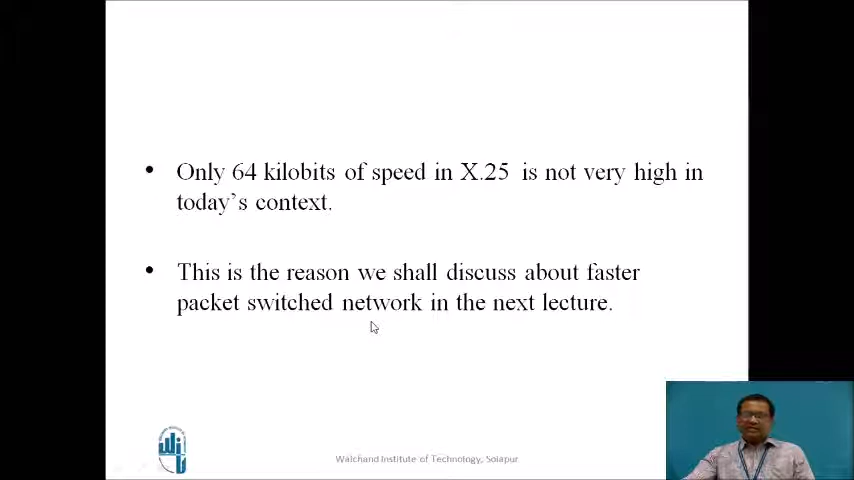 Only 64 kilobits of speed in X.25 is not very high in
today's context.
This is the reason we shall discuss about faster
packet switched network in the next lecture.
Walchand Institute of Technology, Solapur